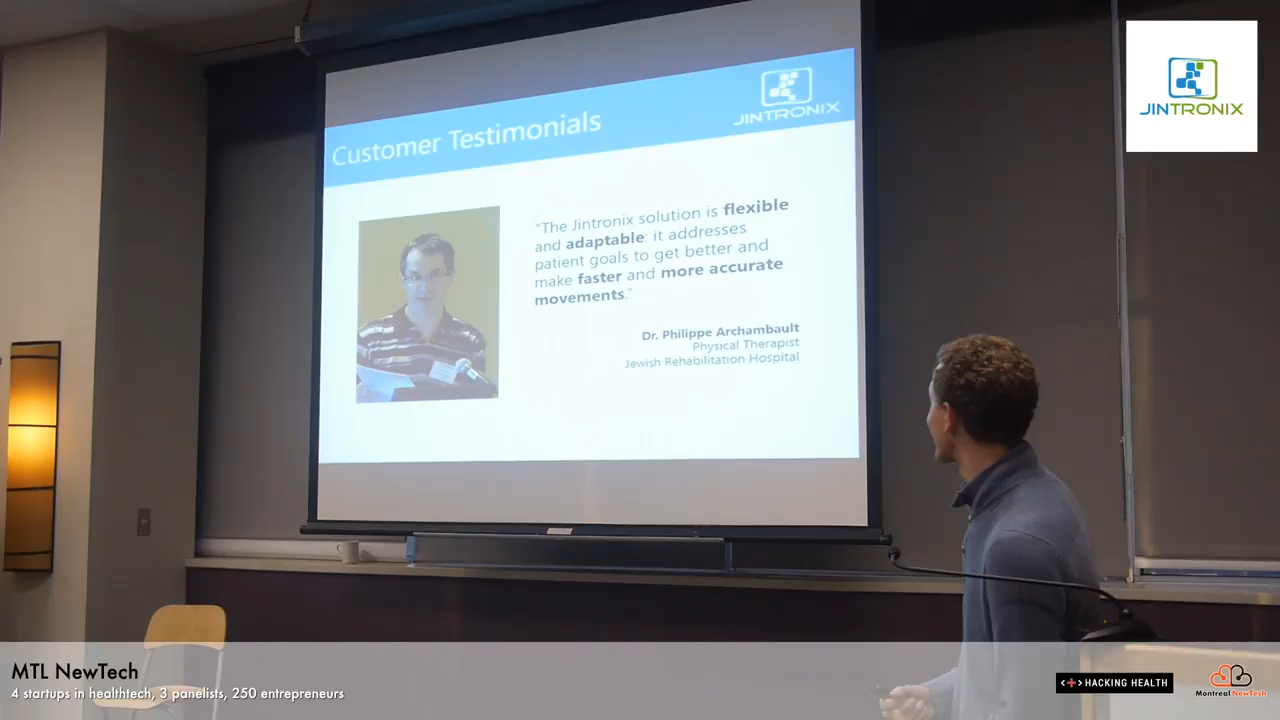 JINTRONIX
Customer Testimonials
JINTRONIX
"The Jintronix solution is flexible
and adaptable: it addresses
patient goals to get better and
make faster and more accurate
movements."
Dr. Philippe Archambault
Physical Therapist
Jewish Rehabilitation Hospital
MTL NewTech
4 startups in healthtech, 3 panelists, 250 entrepreneurs
HACKING HEALTH
Montreal NewTech